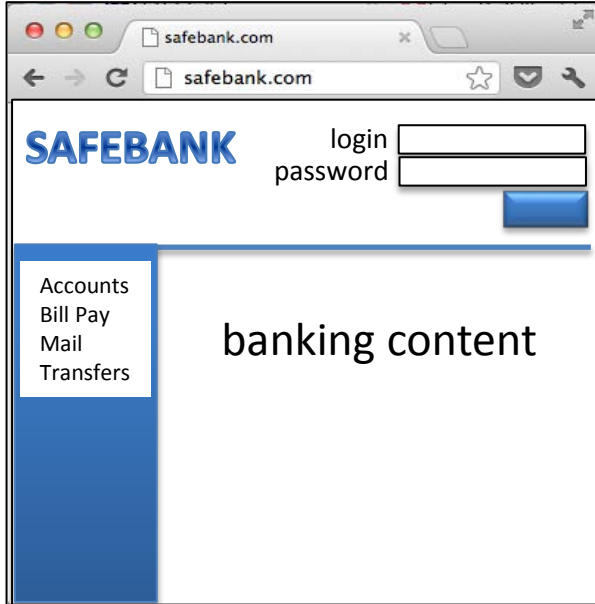 safebank.com
safebank.com
SAFEBANK
login
password
Accounts
Bill Pay
Mail
Transfers
banking content